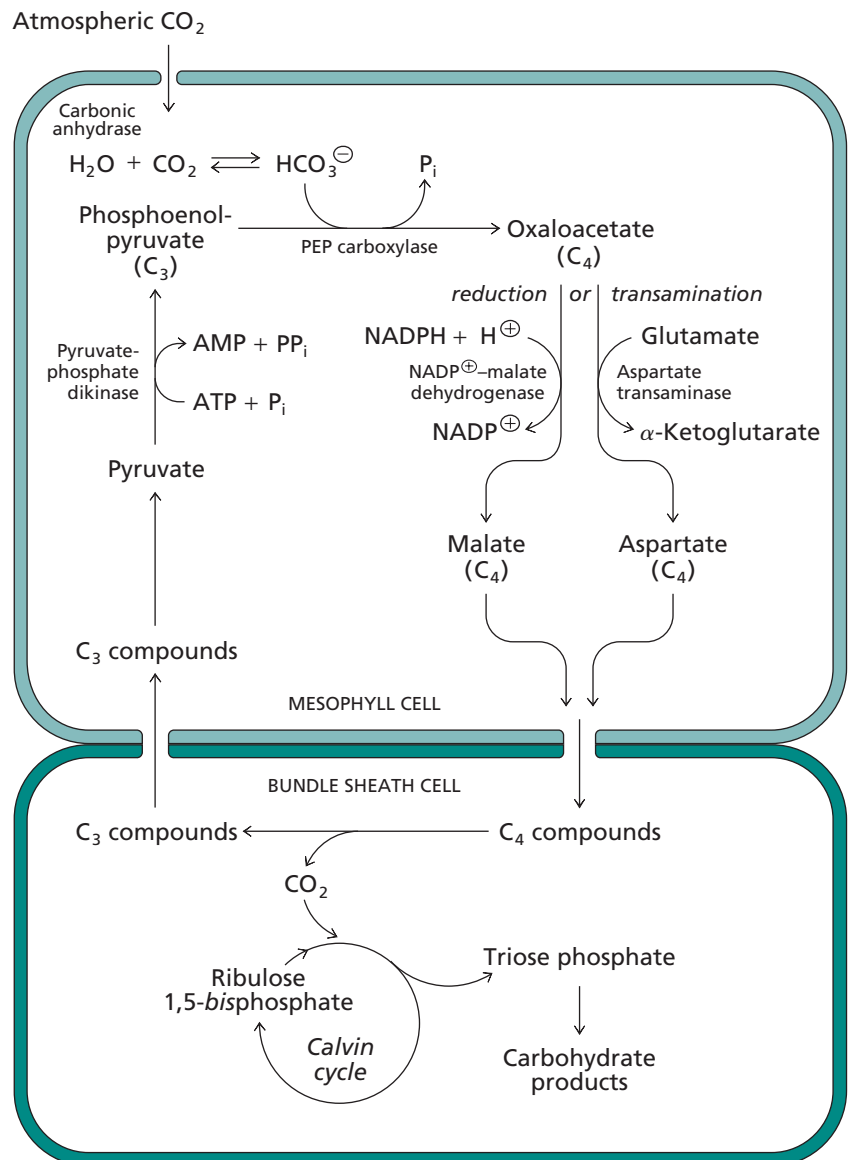 Atmospheric CO₂
Carbonic
anhydrase
H₂O + CO₂ ⇌ HCO₃⊖
Pᵢ
Phosphoenol-
pyruvate
(C₃)
PEP carboxylase
Oxaloacetate
(C₄)
reduction or transamination
NADPH + H⊕
Glutamate
NADP⊕–malate
dehydrogenase
Aspartate
transaminase
NADP⊕
α-Ketoglutarate
Pyruvate-
phosphate
dikinase
AMP + PPᵢ
ATP + Pᵢ
Pyruvate
Malate
(C₄)
Aspartate
(C₄)
C₃ compounds
MESOPHYLL CELL
BUNDLE SHEATH CELL
C₃ compounds
C₄ compounds
CO₂
Ribulose
1,5-bisphosphate
Calvin
cycle
Triose phosphate
Carbohydrate
products